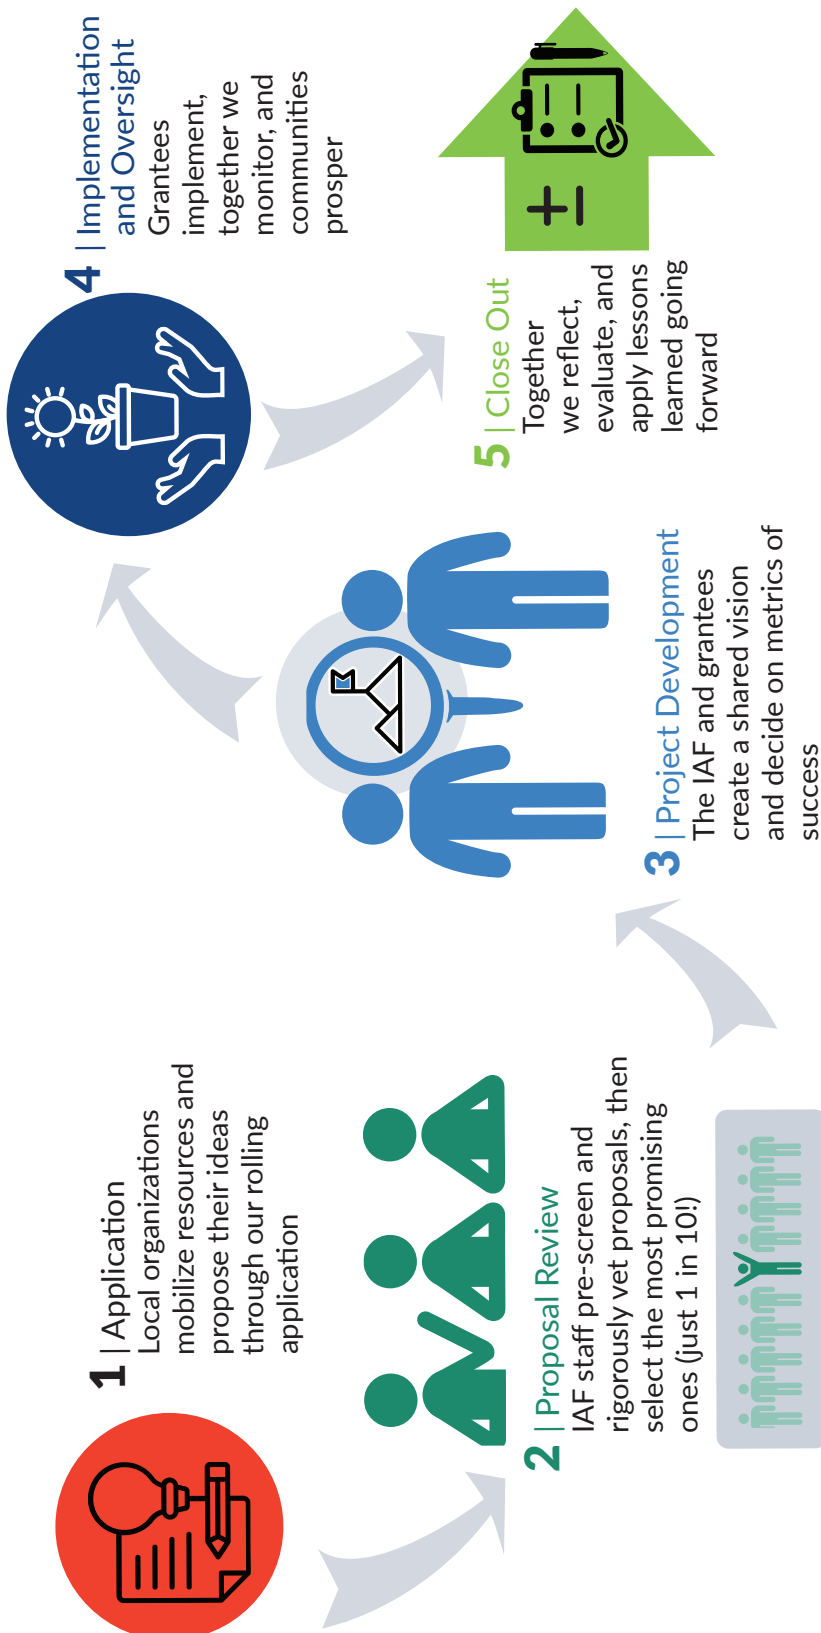 1 | Application
Local organizations
mobilize resources and
propose their ideas
through our rolling
application
2 | Proposal Review
IAF staff pre-screen and
rigorously vet proposals, then
select the most promising
ones (just 1 in 10!)
3 | Project Development
The IAF and grantees
create a shared vision
and decide on metrics of
success
4 | Implementation
and Oversight
Grantees
implement,
together we
monitor, and
communities
prosper
5 | Close Out
Together
we reflect,
evaluate, and
apply lessons
learned going
forward